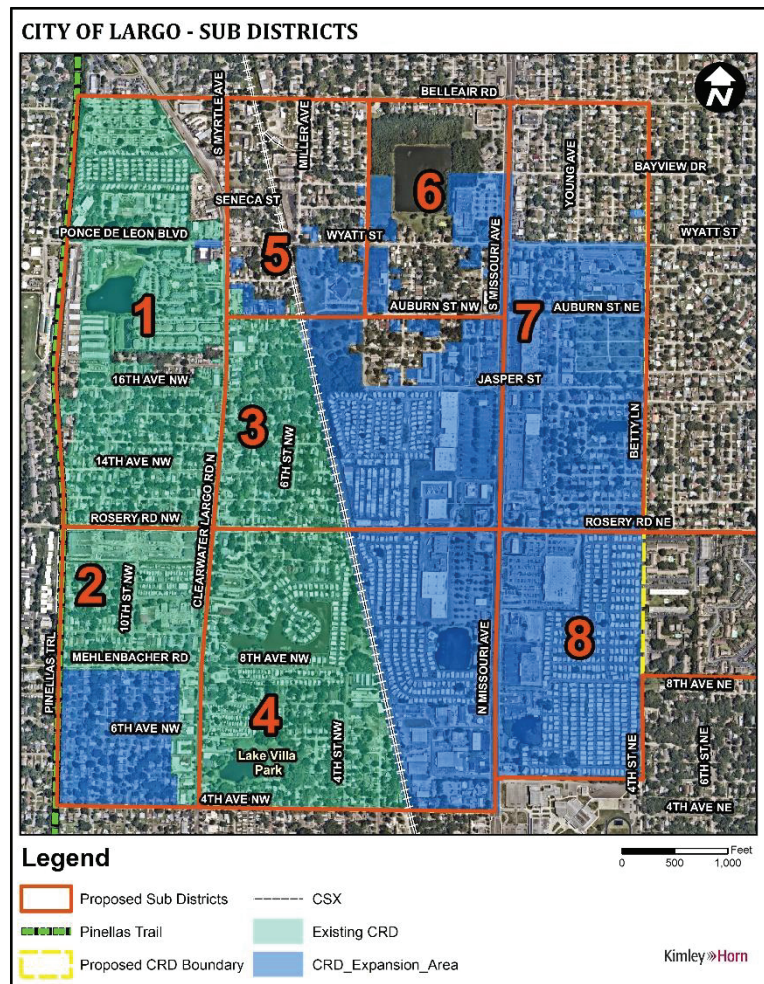 CITY OF LARGO - SUB DISTRICTS
BELLEAIR RD
N
S MYRTLE AVE
MILLER AVE
YOUNG AVE
BAYVIEW DR
6
SENECA ST
PONCE DE LEON BLVD
WYATT ST
WYATT ST
5
S MISSOURI AVE
1
AUBURN ST NW
7
AUBURN ST NE
16TH AVE NW
JASPER ST
3
6TH ST NW
BETTY LN
14TH AVE NW
CLEARWATER LARGO RD N
ROSERY RD NW
ROSERY RD NE
2
10TH ST NW
8
MEHLENBACHER RD
8TH AVE NW
N MISSOURI AVE
8TH AVE NE
PINELLAS TRL
6TH AVE NW
4
Lake Villa
Park
4TH ST NW
4TH ST NE
6TH ST NE
4TH AVE NW
4TH AVE NE
Legend
Feet
0 500 1,000
Proposed Sub Districts
CSX
Pinellas Trail
Existing CRD
Proposed CRD Boundary
CRD_Expansion_Area
Kimley»Horn